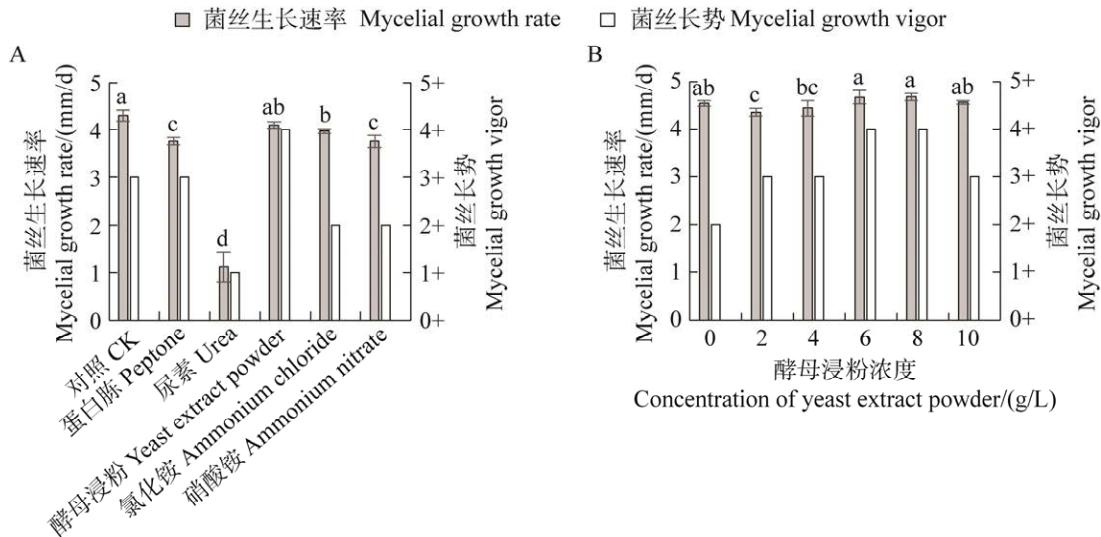 菌丝生长速率 Mycelial growth rate
菌丝长势 Mycelial growth vigor
A
菌丝生长速率
Mycelial growth rate/(mm/d)
5
4
3
2
1
0
a
c
d
ab
b
c
5+
4+
3+
2+
1+
0+
菌丝长势
Mycelial growth vigor
对照 CK
蛋白胨 Peptone
尿素 Urea
酵母浸粉 Yeast extract powder
氯化铵 Ammonium chloride
硝酸铵 Ammonium nitrate
B
菌丝生长速率
Mycelial growth rate/(mm/d)
5
4
3
2
1
0
ab
c
bc
a
a
ab
5+
4+
3+
2+
1+
0+
菌丝长势
Mycelial growth vigor
0 2 4 6 8 10
酵母浸粉浓度
Concentration of yeast extract powder/(g/L)